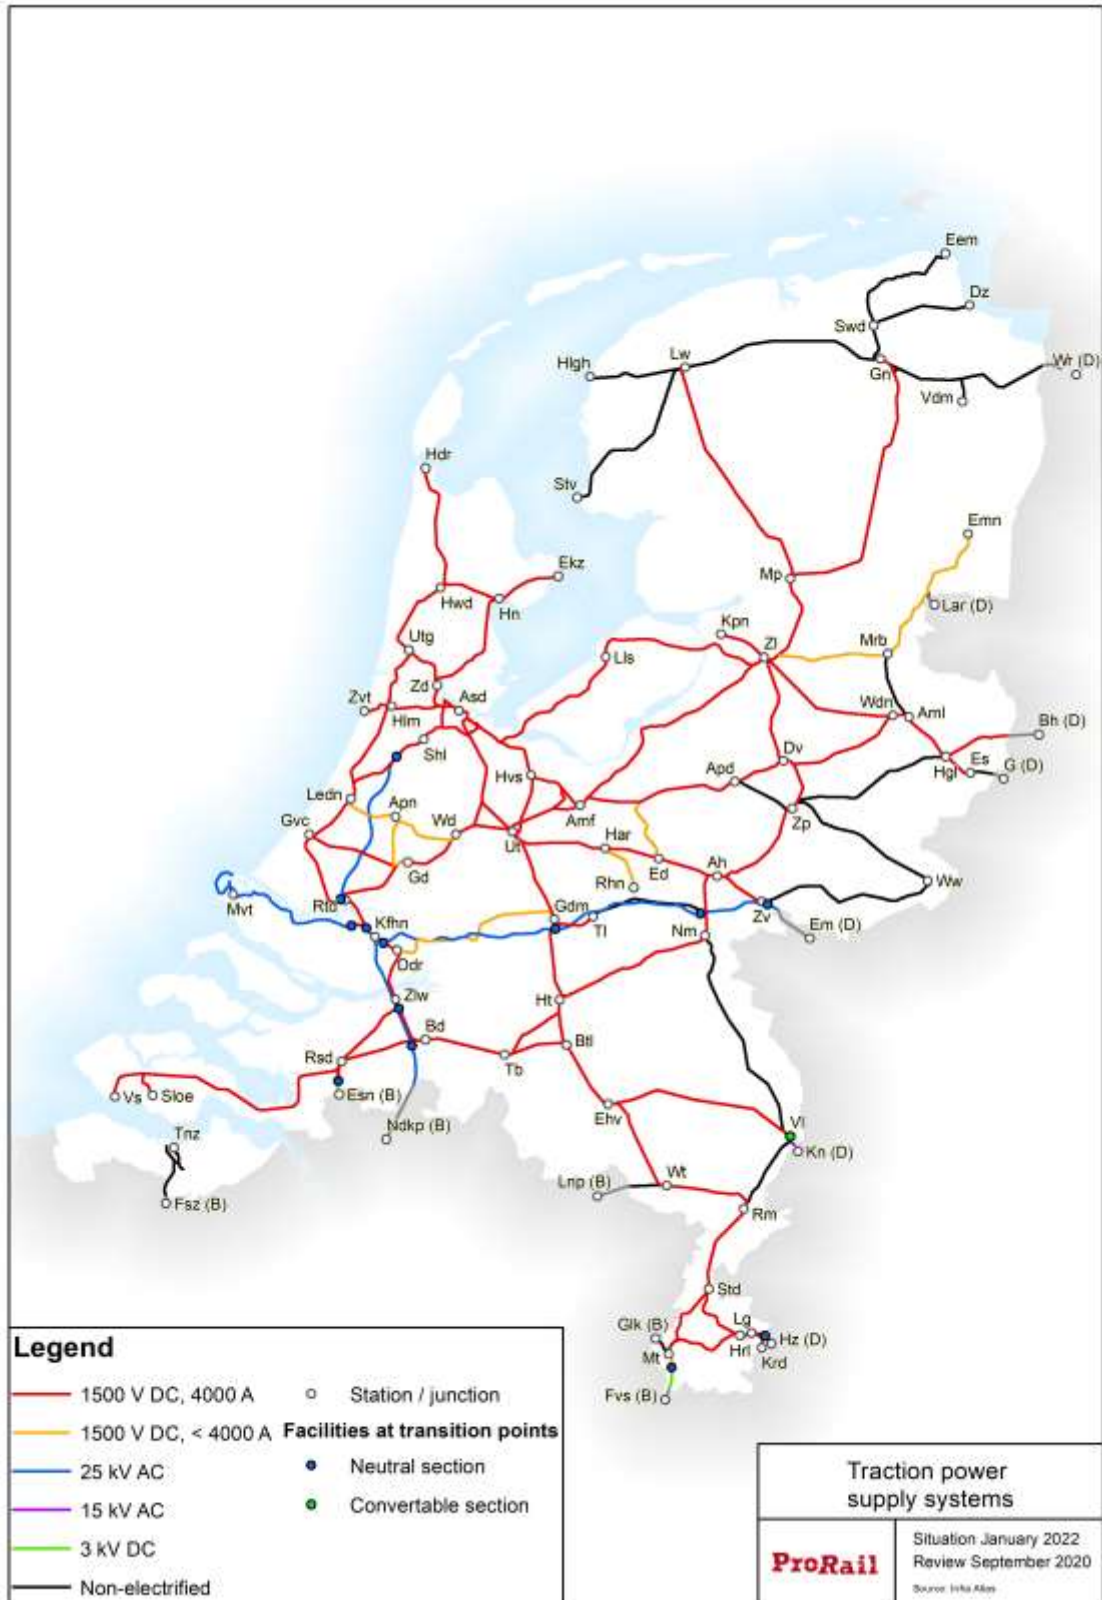 Eem
Dz
Swd
Lw
Hlgh
Gn
Wr (D)
Vdm
Hdr
Stv
Emn
Ekz
Mp
Hwd
Hn
Lar (D)
Kpn
Utg
Zl
Mrb
Lls
Zd
Asd
Zvt
Wdn
Aml
Hlm
Bh (D)
Shl
Dv
Es
G (D)
Hvs
Apd
Hgl
Ledn
Apn
Gvc
Wd
Amf
Zp
Ut
Har
Gd
Ed
Ah
Rhn
Ww
Mvt
Rtd
Gdm
Zv
Kfhn
Tl
Nm
Em (D)
Ddr
Zlw
Ht
Bd
Btl
Rsd
Tb
Vs
Sloe
Esn (B)
Ehv
Vl
Ndkp (B)
Tnz
Kn (D)
Lnp (B)
Wt
Fsz (B)
Rm
Std
Glk (B)
Lg
Hz (D)
Mt
Hrl
Krd
Fvs (B)
Legend
1500 V DC, 4000 A
Station / junction
1500 V DC, < 4000 A
Facilities at transition points
25 kV AC
Neutral section
15 kV AC
Convertable section
3 kV DC
Non-electrified
Traction power
supply systems
ProRail
Situation January 2022
Review September 2020
Source: Infra Atlas